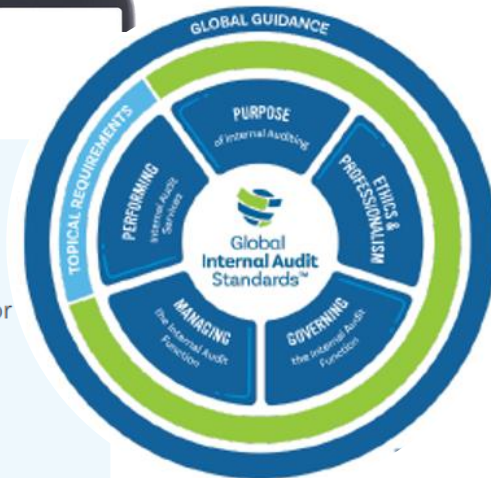 GLOBAL GUIDANCE
TOPICAL REQUIREMENTS
PURPOSE
of Internal Auditing
ETHICS &
PROFESSIONALISM
GOVERNING
the Internal Audit
Function
MANAGING
the Internal Audit
Function
PERFORMING
Internal Audit
Services
Global
Internal Audit
Standards™
or